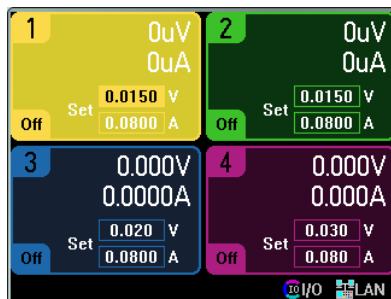 1 0uV
0uA
Set 0.0150 V
Off 0.0800 A
2 0uV
0uA
Set 0.0150 V
Off 0.0800 A
3 0.000V
0.0000A
Set 0.020 V
Off 0.0800 A
4 0.000V
0.000A
Set 0.030 V
Off 0.080 A
IO I/O LAN